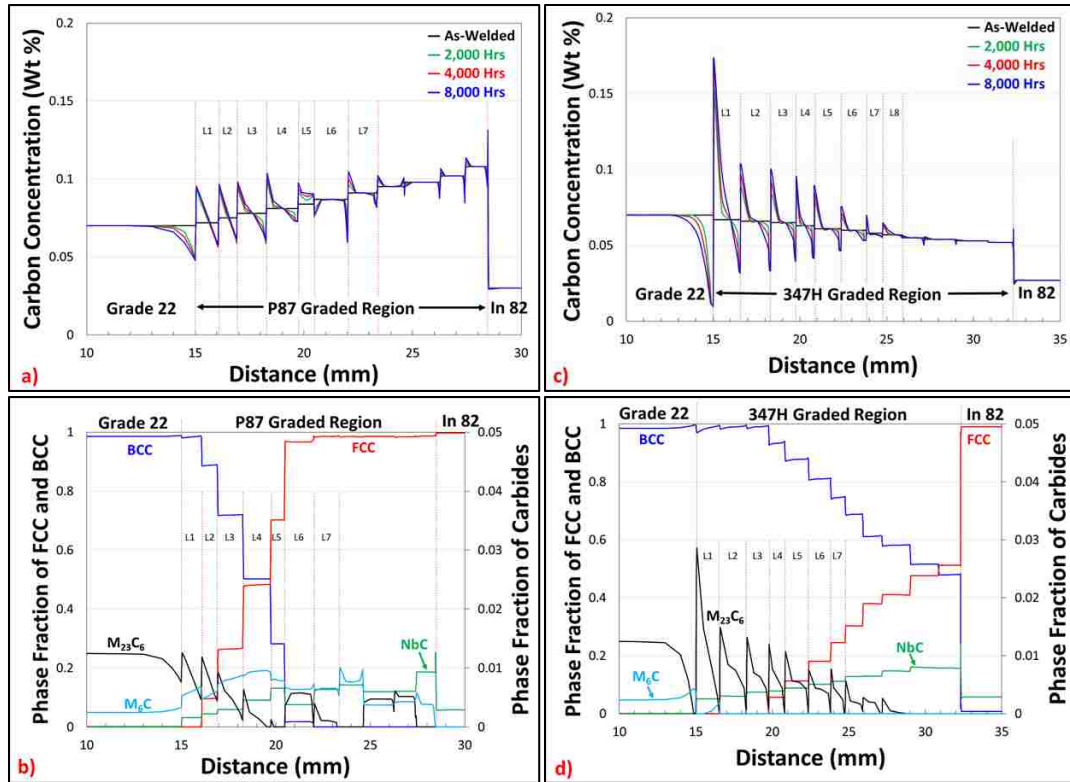 Carbon Concentration (Wt %)
0.2
0.15
0.1
0.05
0
As-Welded
2,000 Hrs
4,000 Hrs
8,000 Hrs
L1 L2 L3 L4 L5 L6 L7
Grade 22 P87 Graded Region In 82
10 15 20 25 30
Distance (mm)
a)
Carbon Concentration (Wt %)
0.2
0.15
0.1
0.05
0
As-Welded
2,000 Hrs
4,000 Hrs
8,000 Hrs
L1 L2 L3 L4 L5 L6 L7 L8
Grade 22 347H Graded Region In 82
10 15 20 25 30 35
Distance (mm)
c)
Grade 22 P87 Graded Region In 82
Phase Fraction of FCC and BCC
1
0.8
0.6
0.4
0.2
0
BCC
FCC
L1 L2 L3 L4 L5 L6 L7
M23C6
M6C
NbC
0.05
0.04
0.03
0.02
0.01
0
Phase Fraction of Carbides
10 15 20 25 30
Distance (mm)
b)
Grade 22 347H Graded Region In 82
Phase Fraction of FCC and BCC
1
0.8
0.6
0.4
0.2
0
BCC
FCC
L1 L2 L3 L4 L5 L6 L7
M23C6
M6C
NbC
0.05
0.04
0.03
0.02
0.01
0
Phase Fraction of Carbides
10 15 20 25 30 35
Distance (mm)
d)